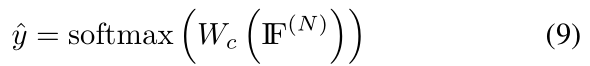 ŷ = softmax(W_c(𝔽^(N))) (9)